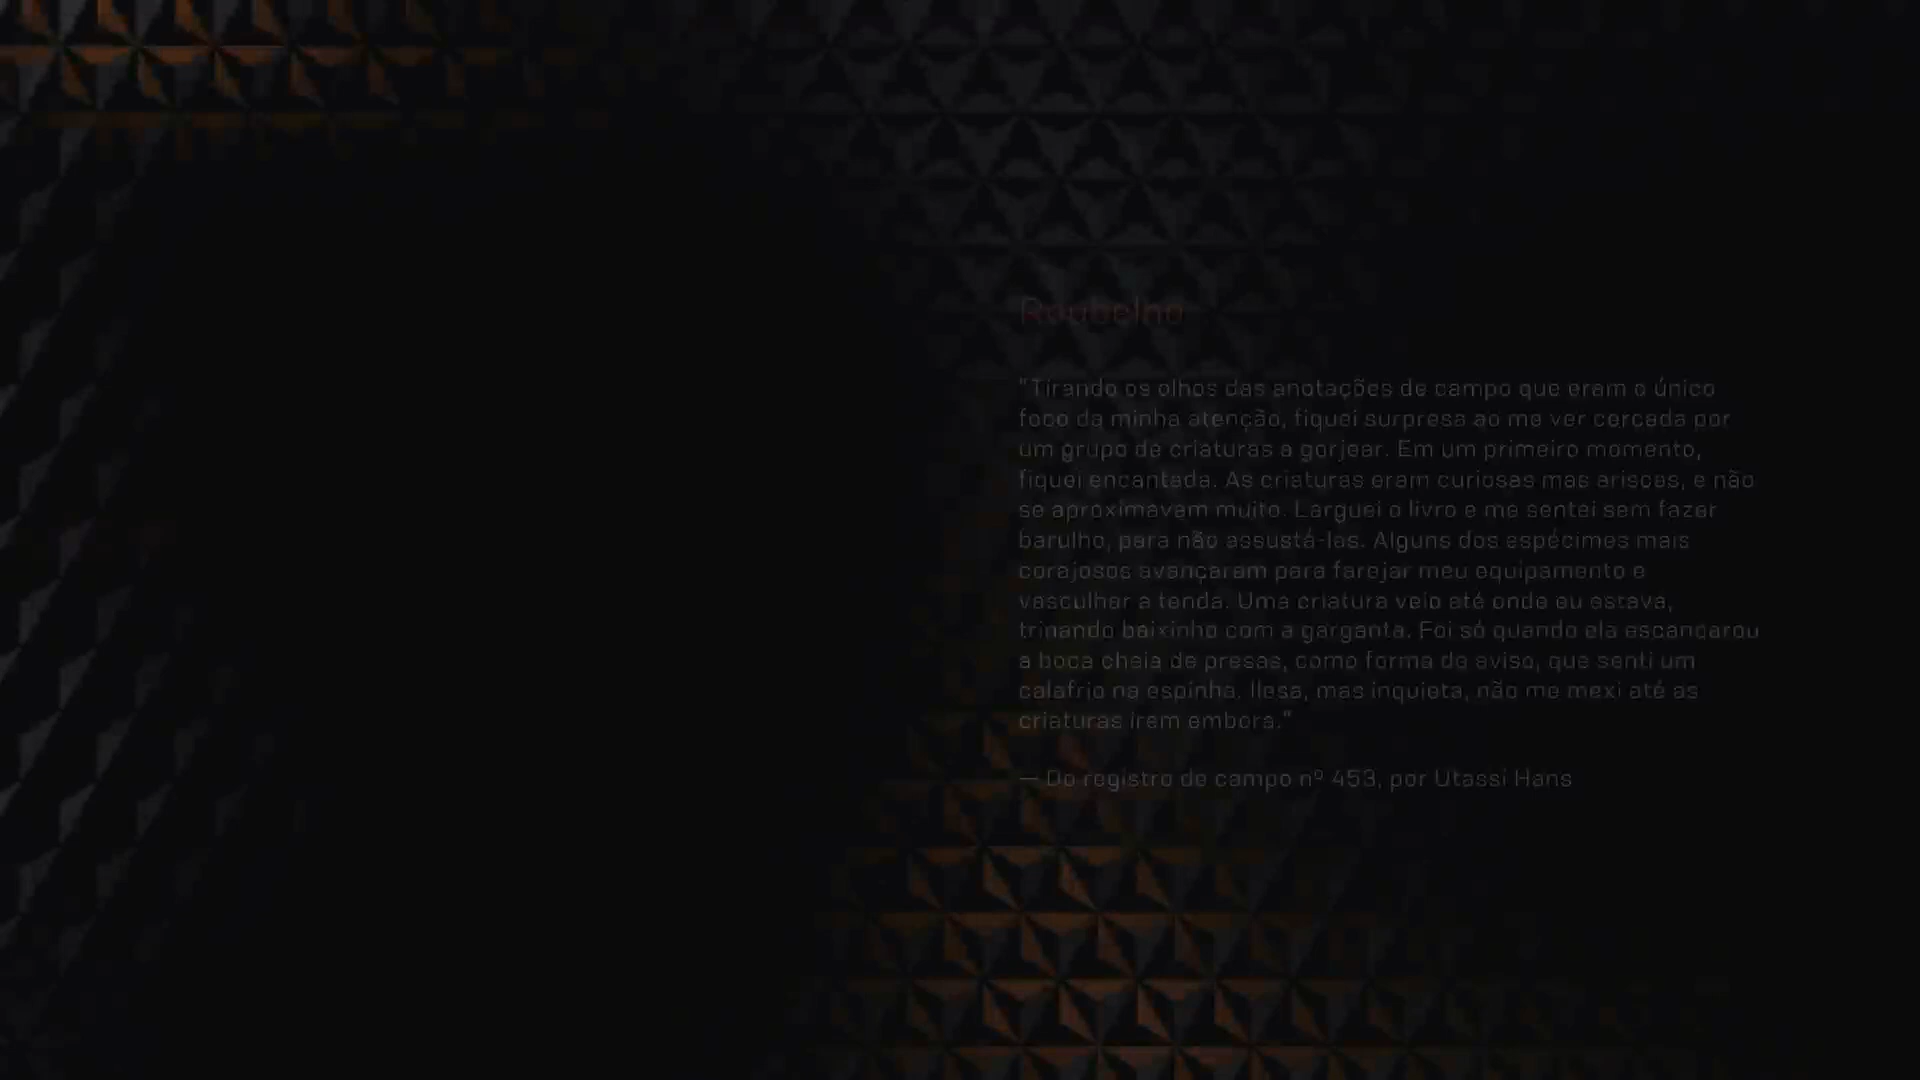 "Tirando os olhos das anotações de campo que eram o único
foco da minha atenção, fiquei surpresa ao me ver cercada por
um grupo de criaturas a gorjear. Em um primeiro momento,
fiquei encantada. As criaturas eram curiosas mas ariscas, e não
se aproximavam muito. Larguei o livro e me sentei sem fazer
barulho, para não assustá-las. Alguns dos espécimes mais
corajosos avançaram para farejar meu equipamento e
vasculhar a tenda. Uma criatura veio até onde eu estava,
trinando baixinho com a garganta. Foi só quando ela escancarou
a boca cheia de presas, como forma de aviso, que senti um
calafrio na espinha. Ilesa, mas inquieta, não me mexi até as
criaturas irem embora."
— Do registro de campo nº 453, por Utassi Hans